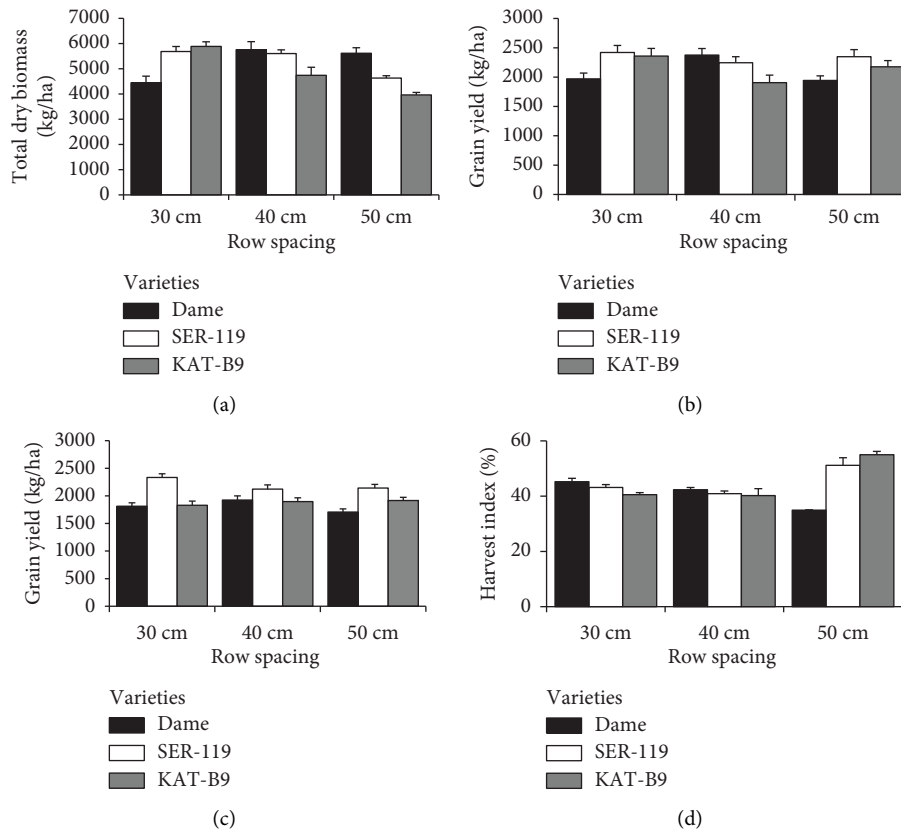 Total dry biomass
(kg/ha)
7000
6000
5000
4000
3000
2000
1000
0
30 cm
40 cm
50 cm
Row spacing
Varieties
Dame
SER-119
KAT-B9
(a)
Grain yield (kg/ha)
3000
2500
2000
1500
1000
500
0
30 cm
40 cm
50 cm
Row spacing
Varieties
Dame
SER-119
KAT-B9
(b)
Grain yield (kg/ha)
3000
2500
2000
1500
1000
500
0
30 cm
40 cm
50 cm
Row spacing
Varieties
Dame
SER-119
KAT-B9
(c)
Harvest index (%)
60
40
20
0
30 cm
40 cm
50 cm
Row spacing
Varieties
Dame
SER-119
KAT-B9
(d)